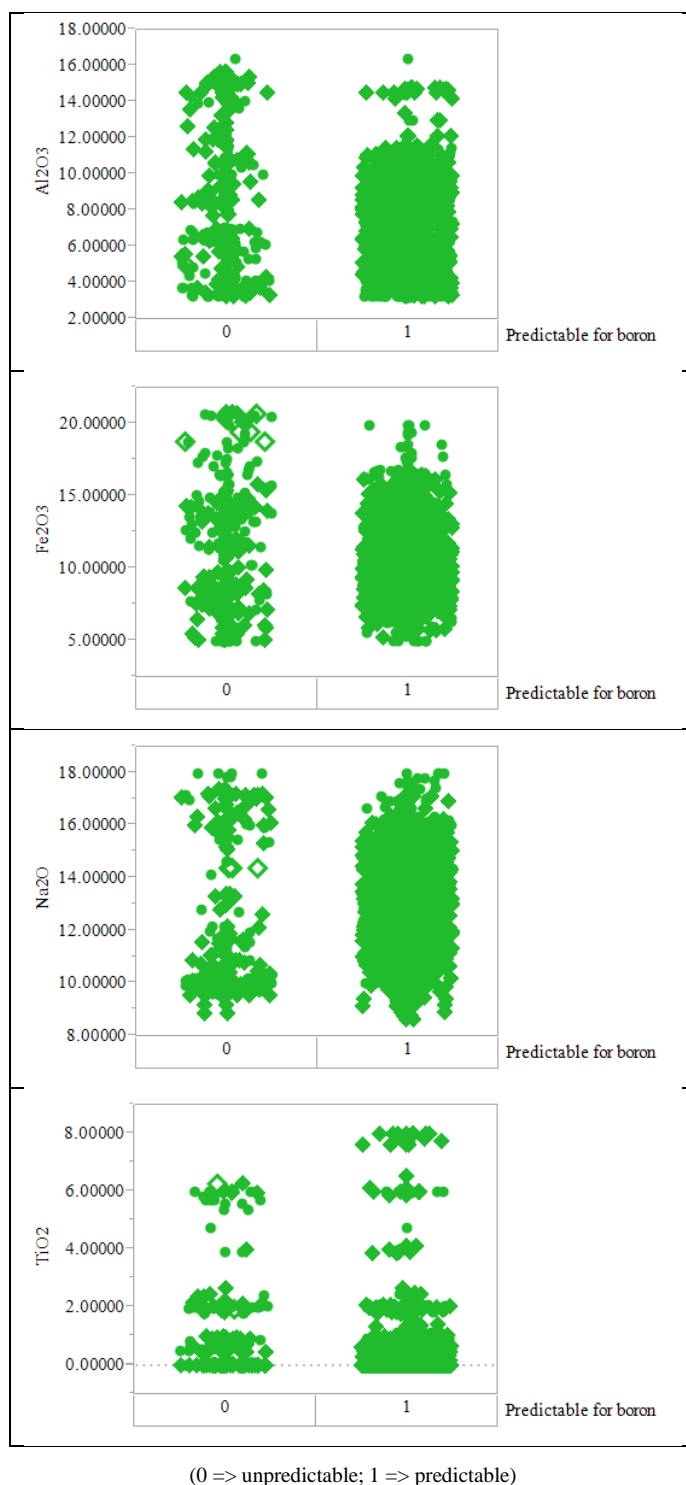 18.00000
16.00000
14.00000
12.00000
10.00000
8.00000
6.00000
4.00000
2.00000
Al2O3
0 1 Predictable for boron
20.00000
15.00000
10.00000
5.00000
Fe2O3
0 1 Predictable for boron
18.00000
16.00000
14.00000
12.00000
10.00000
8.00000
Na2O
0 1 Predictable for boron
8.00000
6.00000
4.00000
2.00000
0.00000
TiO2
0 1 Predictable for boron
(0 => unpredictable; 1 => predictable)